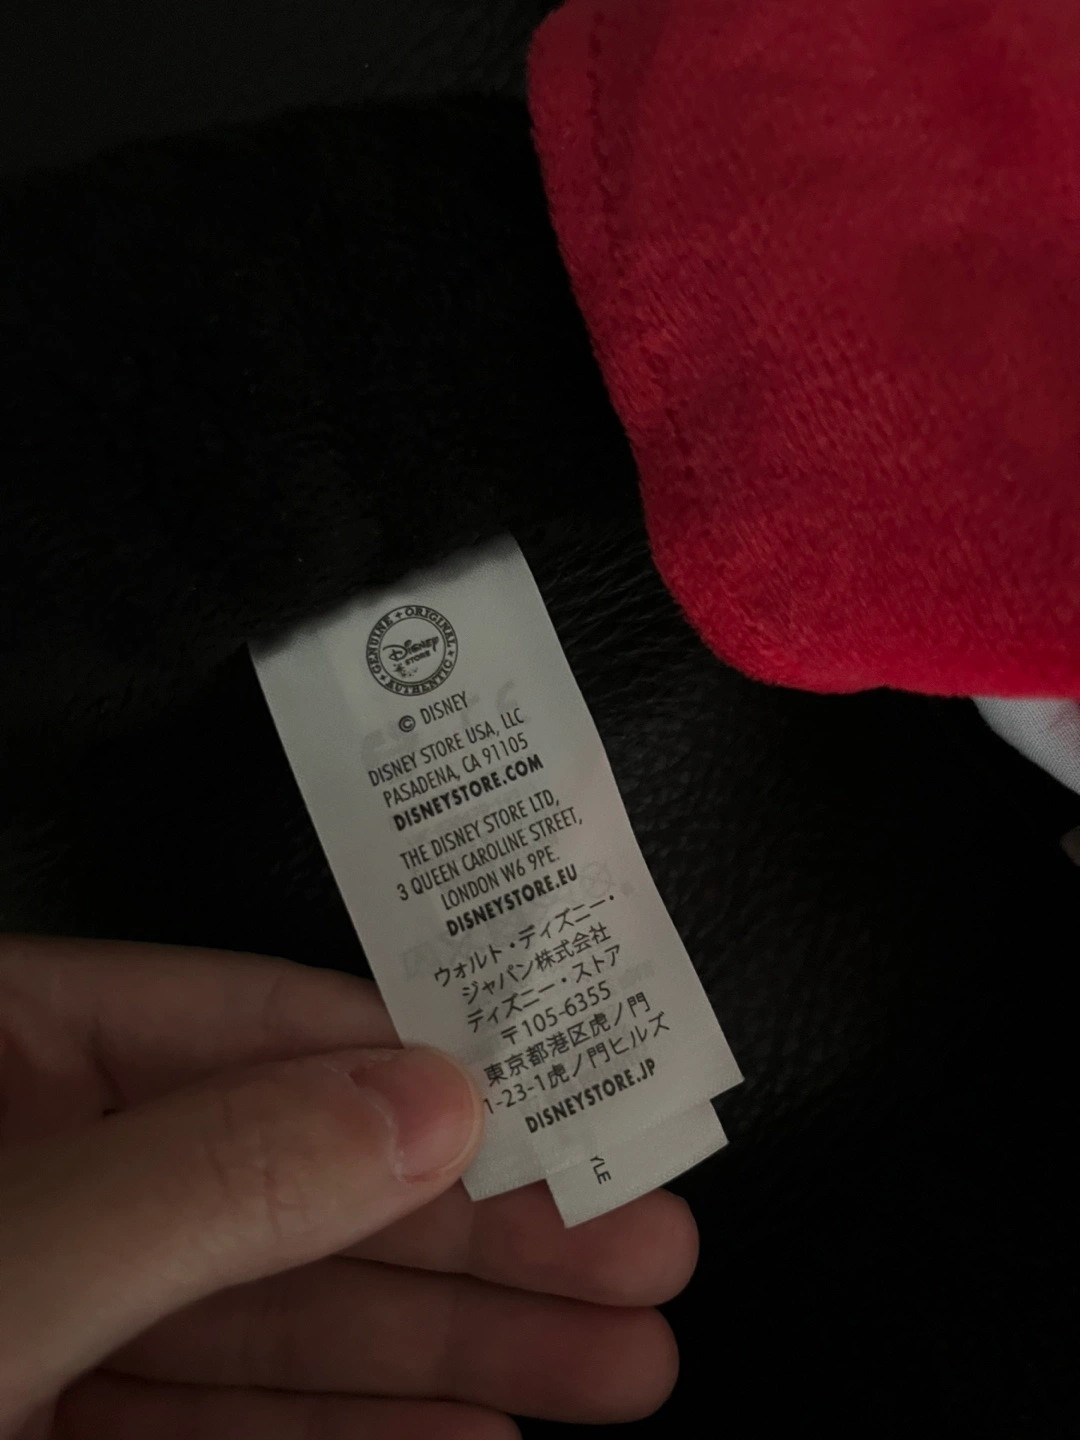 GENUINE • ORIGINAL • AUTHENTIC
Disney
STORE
© DISNEY
DISNEY STORE USA, LLC
PASADENA, CA 91105
DISNEYSTORE.COM
THE DISNEY STORE LTD,
3 QUEEN CAROLINE STREET,
LONDON W6 9PE.
DISNEYSTORE.EU
ウォルト・ディズニー・
ジャパン株式会社
ディズニー・ストア
〒105-6355
東京都港区虎ノ門
1-23-1虎ノ門ヒルズ
DISNEYSTORE.JP
YLE